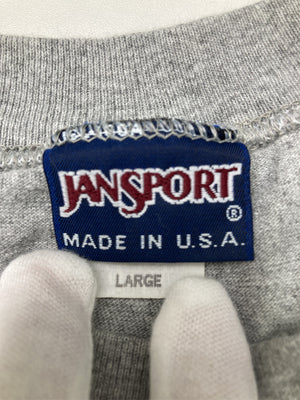 JANSPORT
®
MADE IN U.S.A.
LARGE